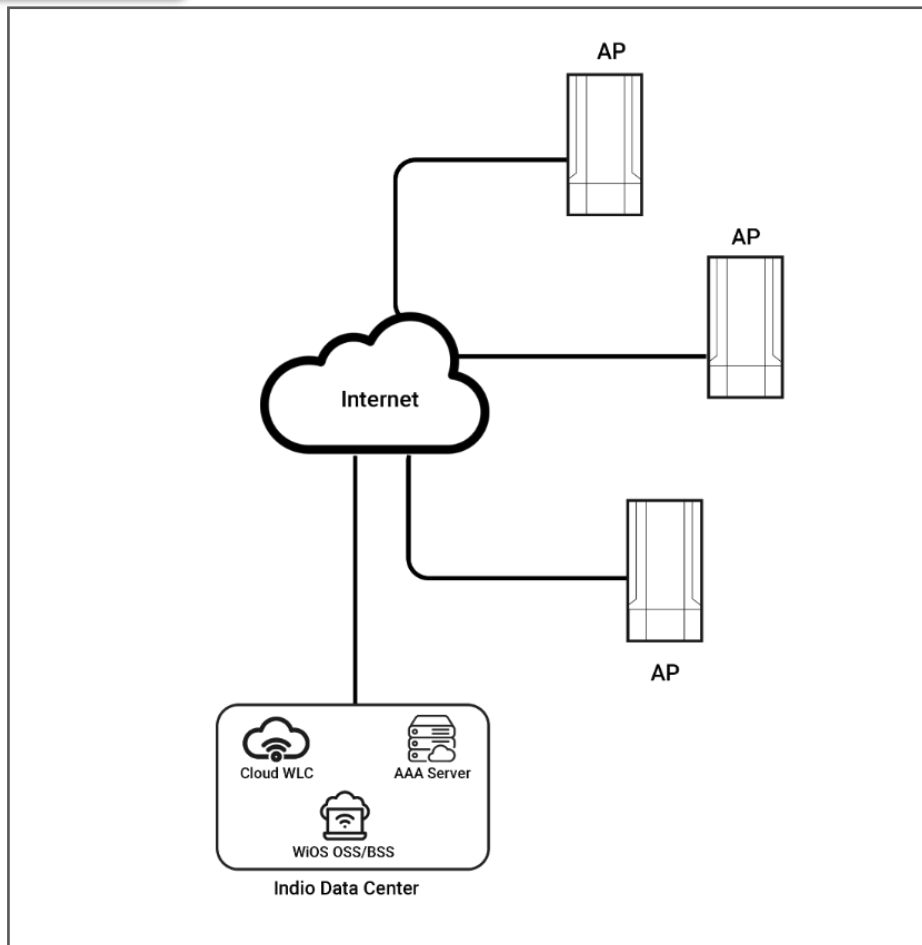 AP
AP
Internet
AP
Cloud WLC
AAA Server
WiOS OSS/BSS
Indio Data Center